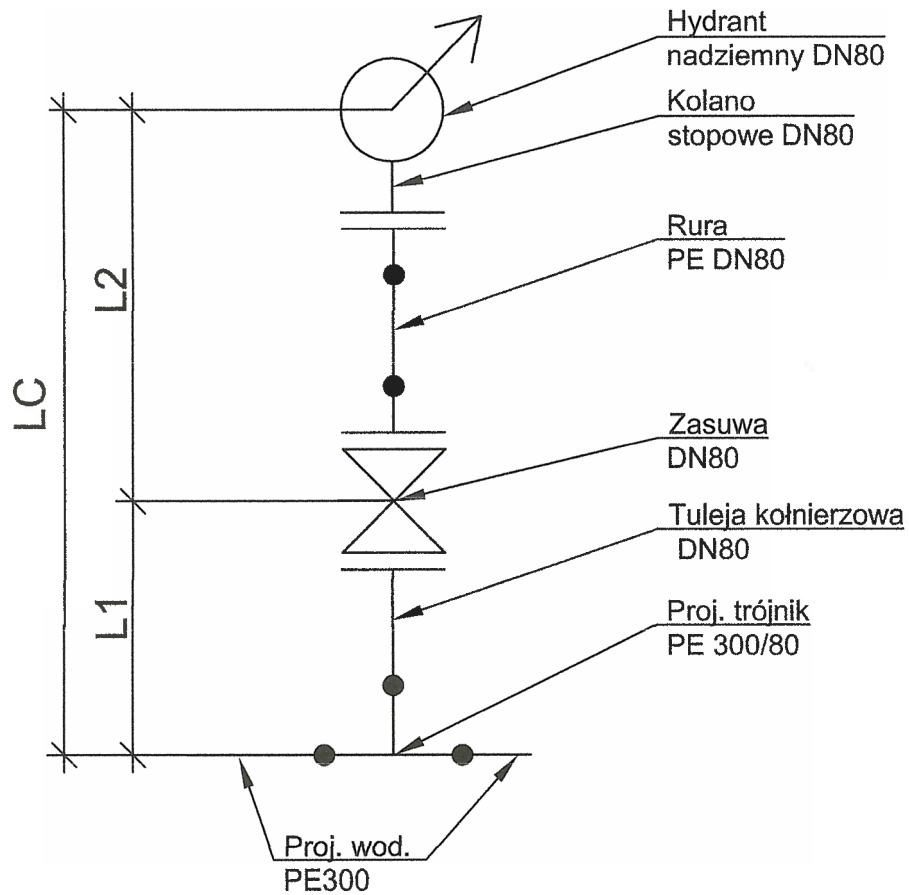 Hydrant
nadziemny DN80
Kolano
stopowe DN80
Rura
PE DN80
Zasuwa
DN80
Tuleja kołnierzowa
DN80
Proj. trójnik
PE 300/80
LC
L2
L1
Proj. wod.
PE300